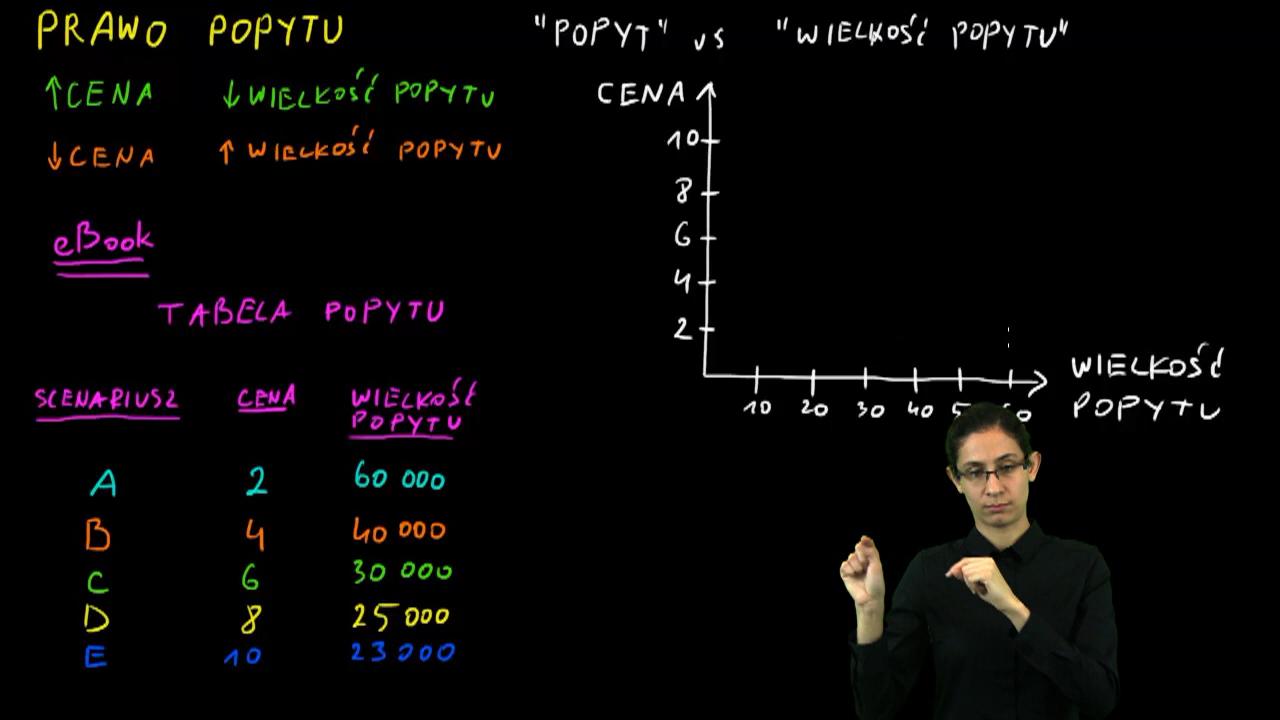 PRAWO POPYTU
↑CENA ↓WIELKOŚĆ POPYTU
↓CENA ↑WIELKOŚĆ POPYTU
eBook
TABELA POPYTU
SCENARIUSZ CENA WIELKOŚĆ POPYTU
A 2 60 000
B 4 40 000
C 6 30 000
D 8 25 000
E 10 23 000
"POPYT" vs "WIELKOŚĆ POPYTU"
CENA
10
8
6
4
2
10 20 30 40
WIELKOŚĆ
POPYTU